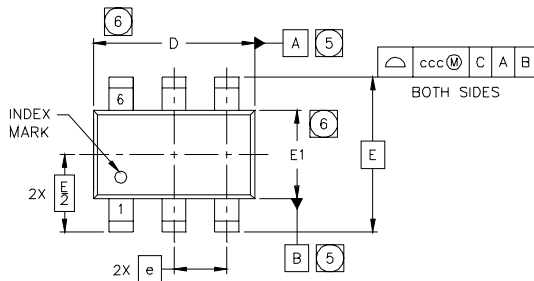 6
D
A 5
⌓ ccc Ⓜ C A B
BOTH SIDES
6
INDEX
MARK
6
E1
E
2X E/2
1
B 5
2X e